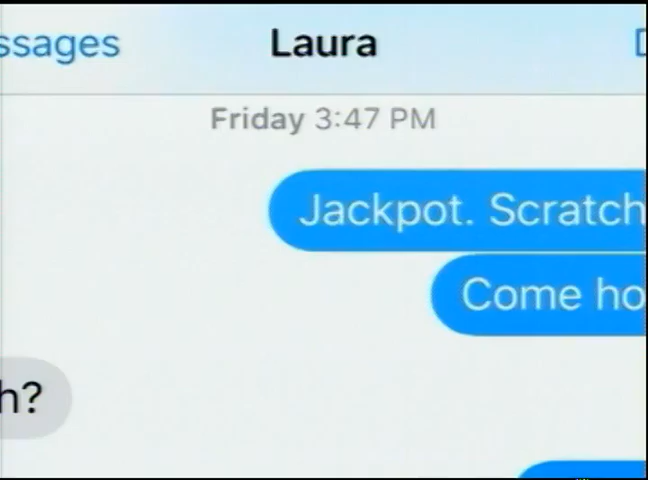 ssages Laura D
Friday 3:47 PM
Jackpot. Scratch
Come ho
h?